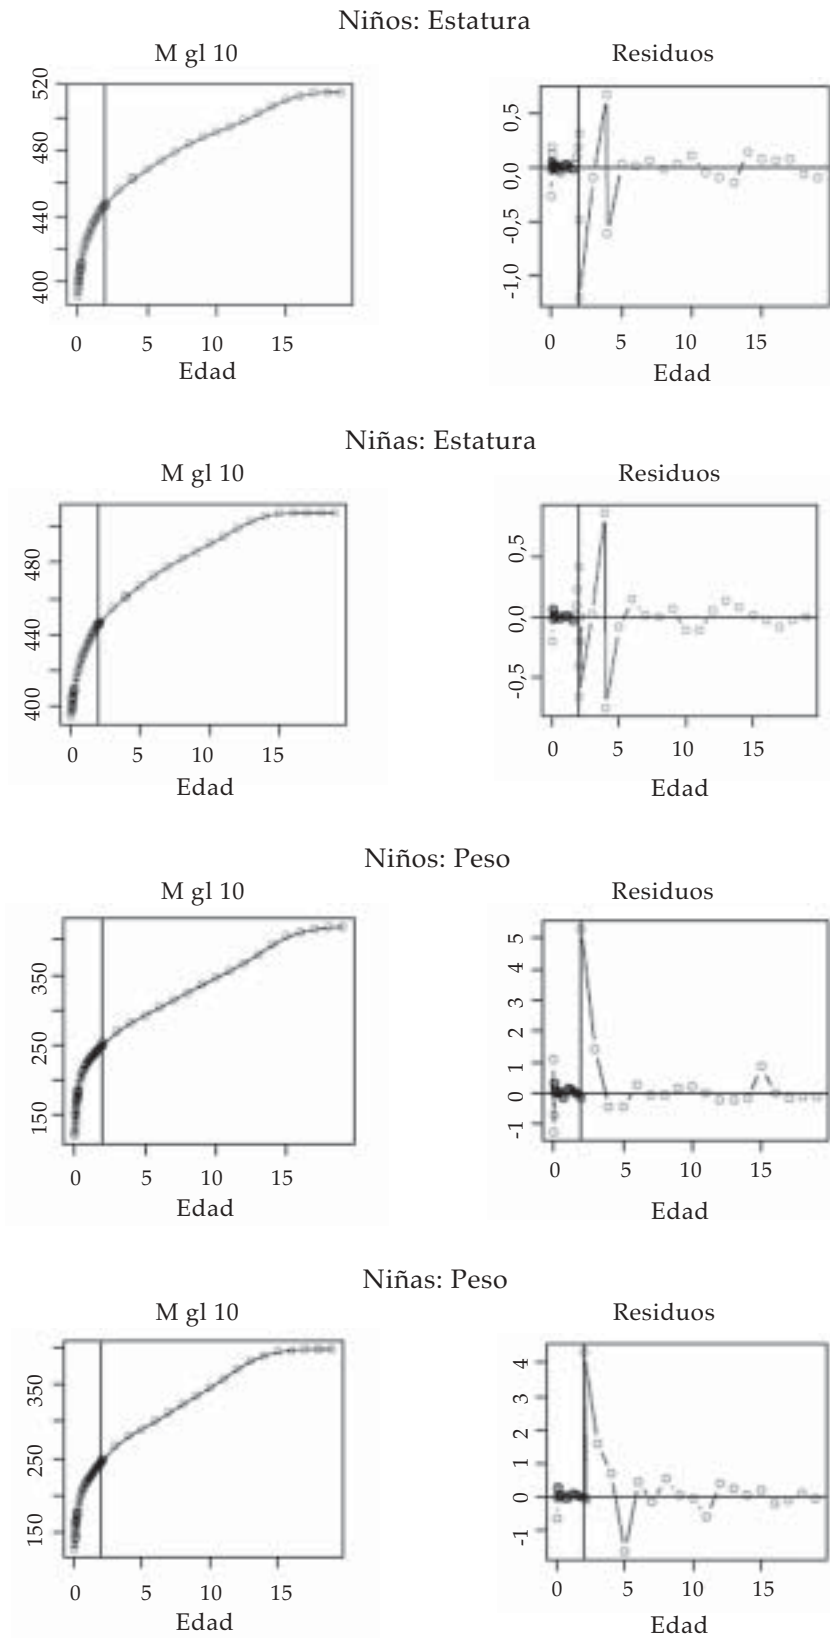 Niños: Estatura
M gl 10
Residuos
520
480
440
400
0 5 10 15
Edad
0,5
0,0
-0,5
-1,0
0 5 10 15
Edad
Niñas: Estatura
M gl 10
Residuos
480
440
400
0 5 10 15
Edad
0,5
0,0
-0,5
0 5 10 15
Edad
Niños: Peso
M gl 10
Residuos
350
250
150
0 5 10 15
Edad
5
4
3
2
1
0
-1
0 5 10 15
Edad
Niñas: Peso
M gl 10
Residuos
350
250
150
0 5 10 15
Edad
4
3
2
1
0
-1
0 5 10 15
Edad